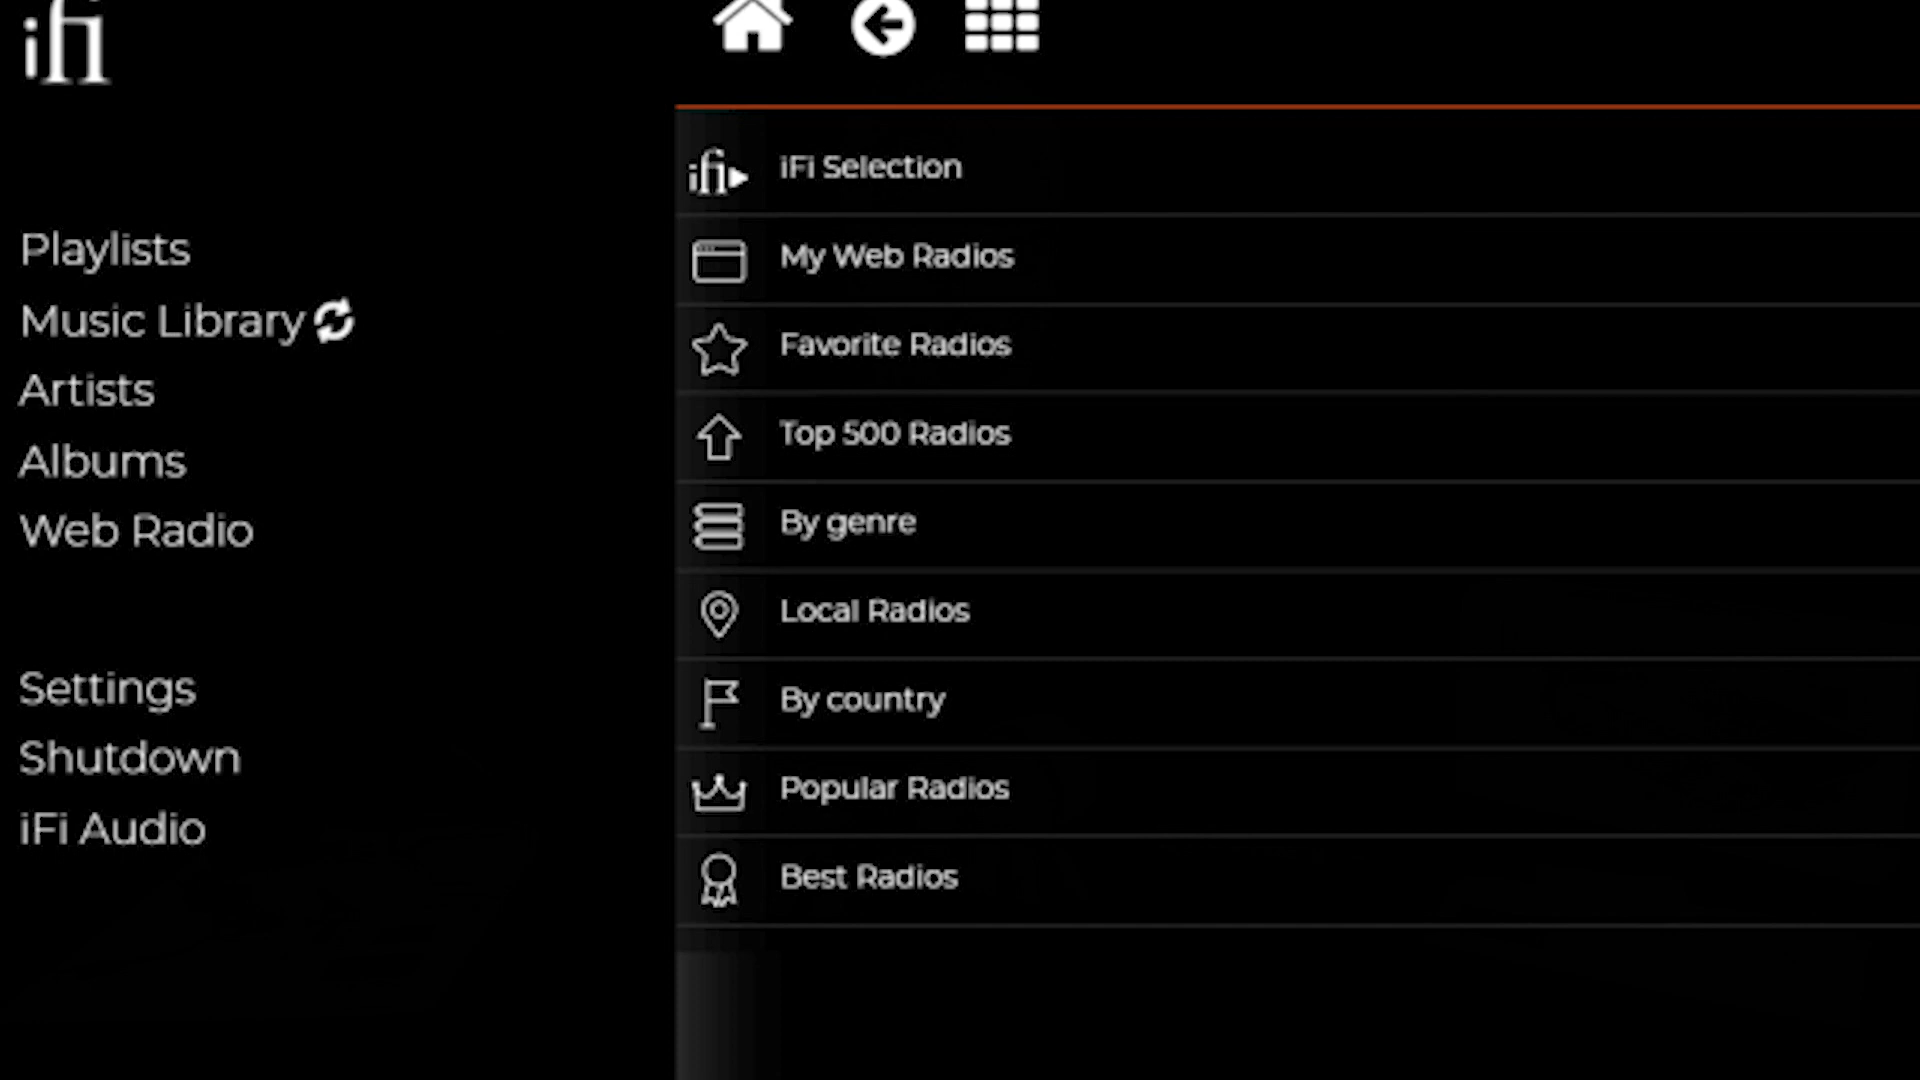 ifi
Playlists
Music Library
Artists
Albums
Web Radio
Settings
Shutdown
iFi Audio
ifi
iFi Selection
My Web Radios
Favorite Radios
Top 500 Radios
By genre
Local Radios
By country
Popular Radios
Best Radios